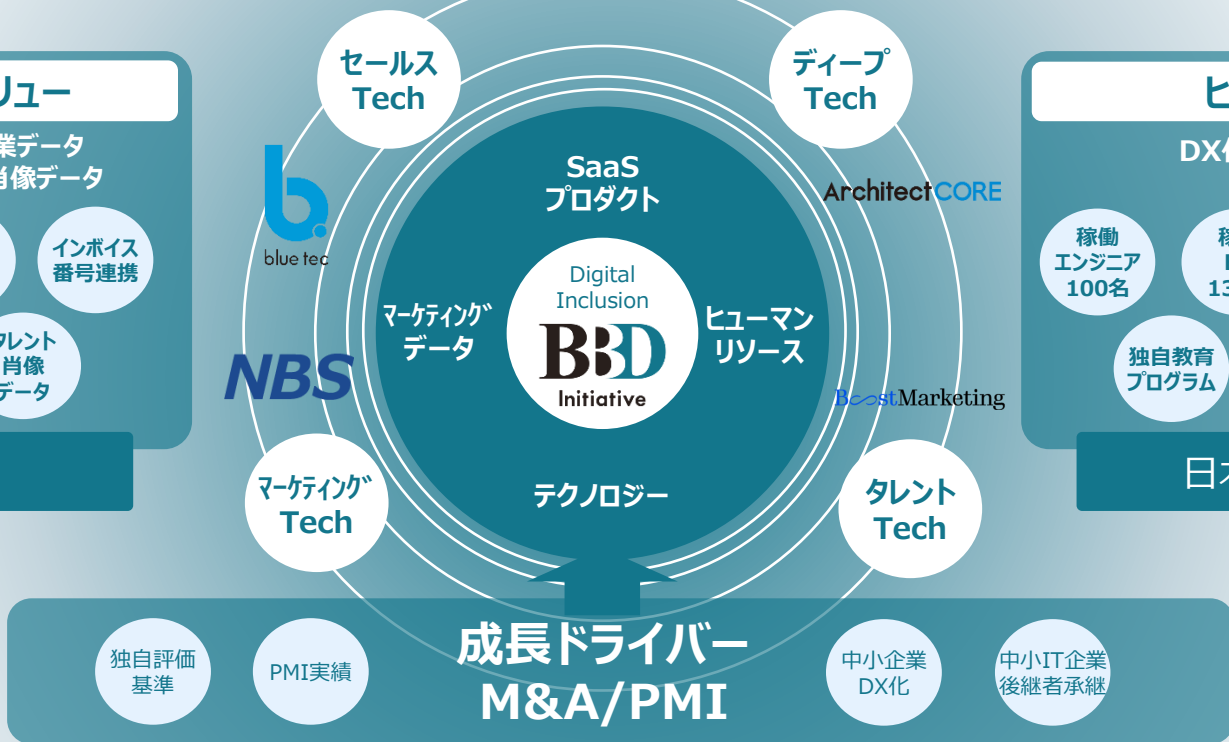 セールス
Tech
ディープ
Tech
リュー
業データ
肖像データ
インボイス
番号連携
タレント
肖像
データ
blue tec
NBS
SaaS
プロダクト
マーケティング
データ
Digital
Inclusion
BBD
Initiative
ヒューマン
リソース
テクノロジー
ArchitectCORE
BoostMarketing
マーケティング
Tech
タレント
Tech
ヒ
DX
稼働
エンジニア
100名
稼
13
独自教育
プログラム
日本
成長ドライバー
M&A/PMI
独自評価
基準
PMI実績
中小企業
DX化
中小IT企業
後継者承継